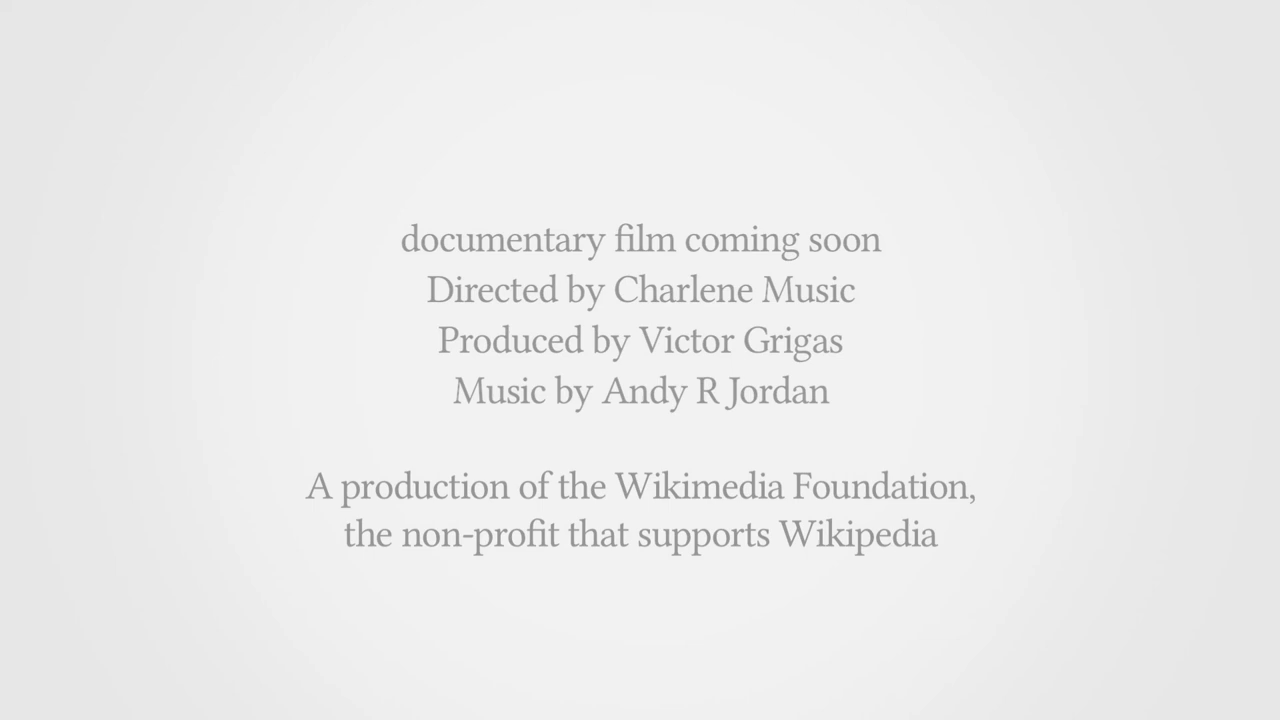 documentary film coming soon
Directed by Charlene Music
Produced by Victor Grigas
Music by Andy R Jordan
A production of the Wikimedia Foundation,
the non-profit that supports Wikipedia